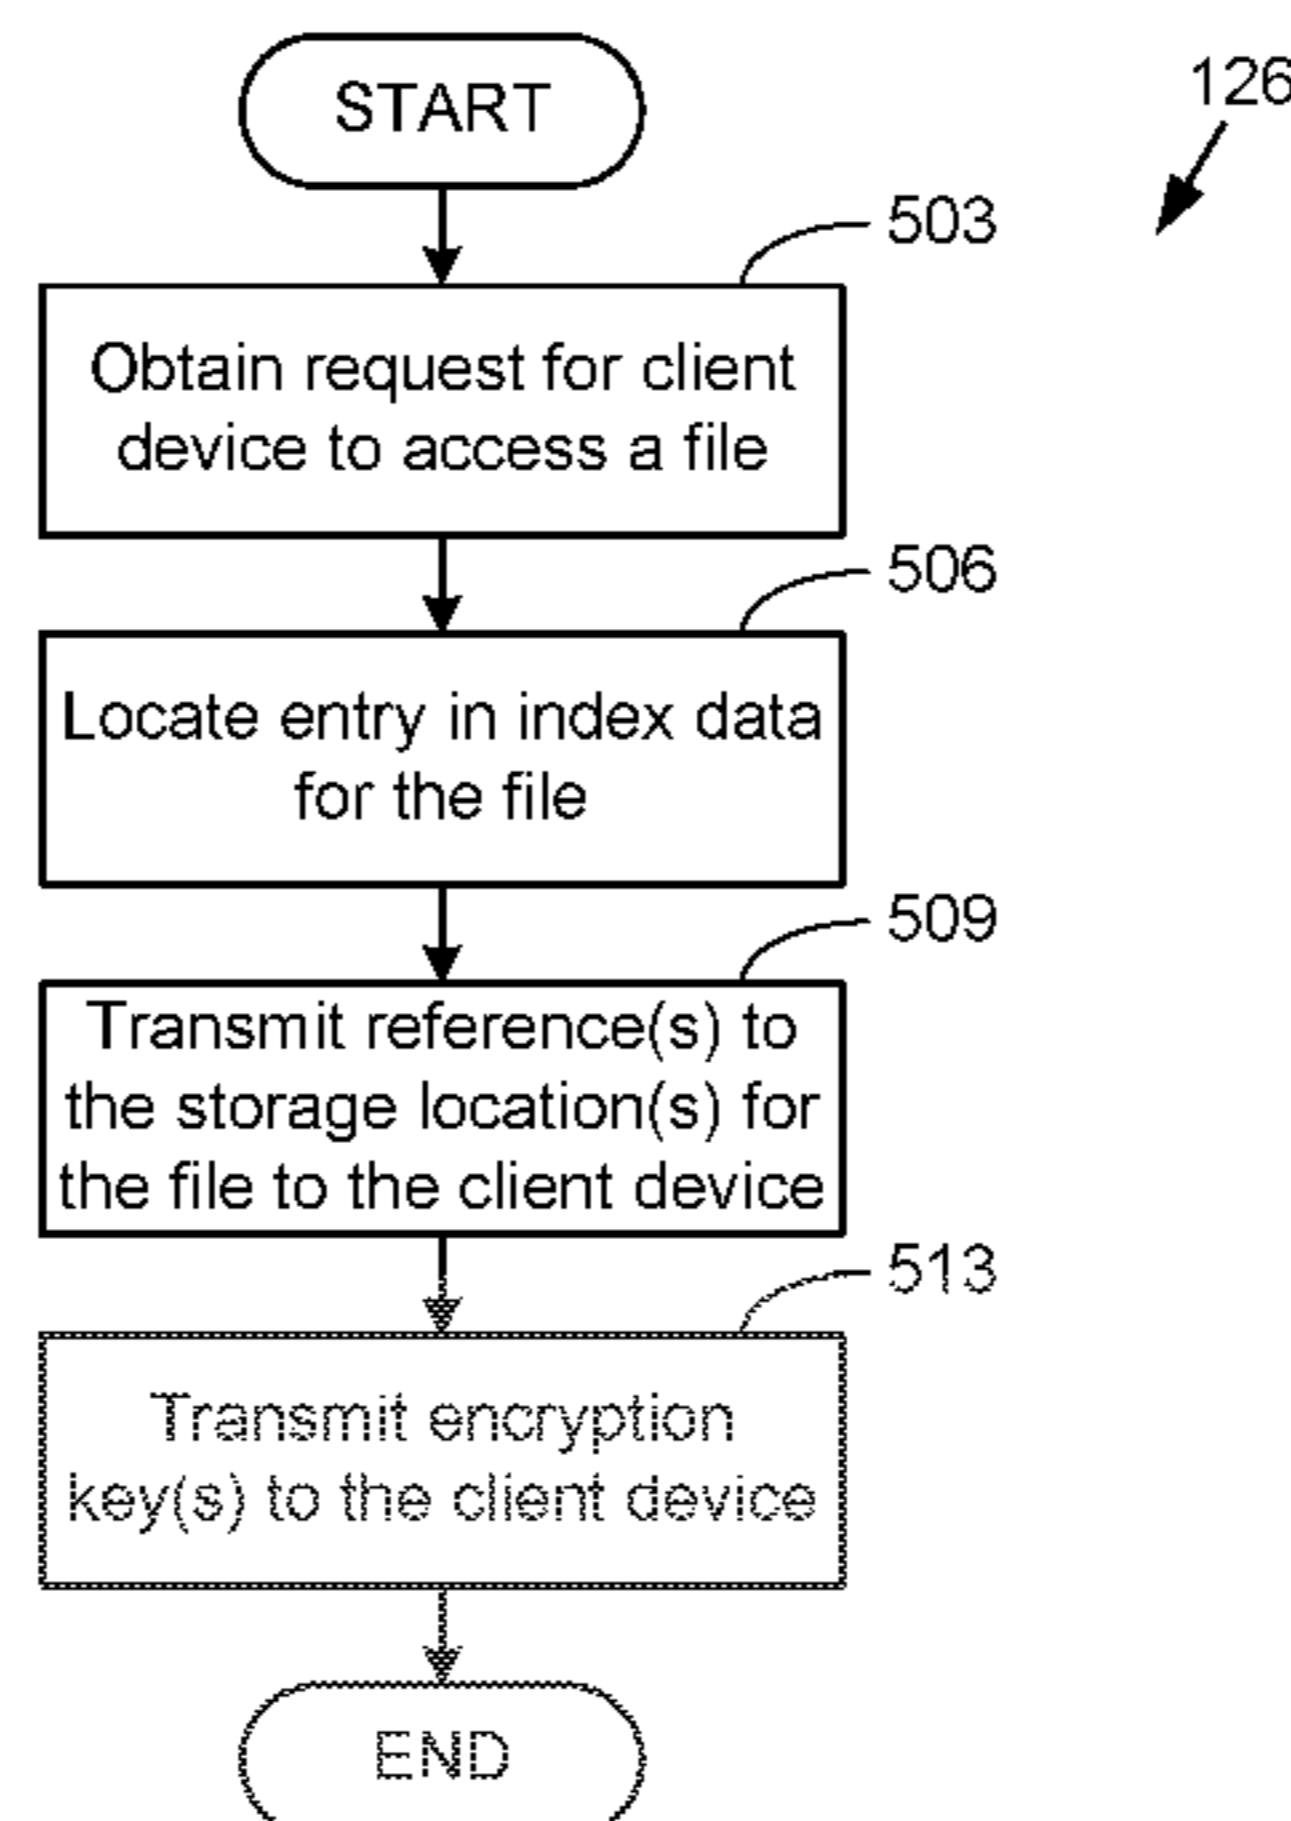 START
126
503
Obtain request for client
device to access a file
506
Locate entry in index data
for the file
509
Transmit reference(s) to
the storage location(s) for
the file to the client device
513
Transmit encryption
key(s) to the client device
END